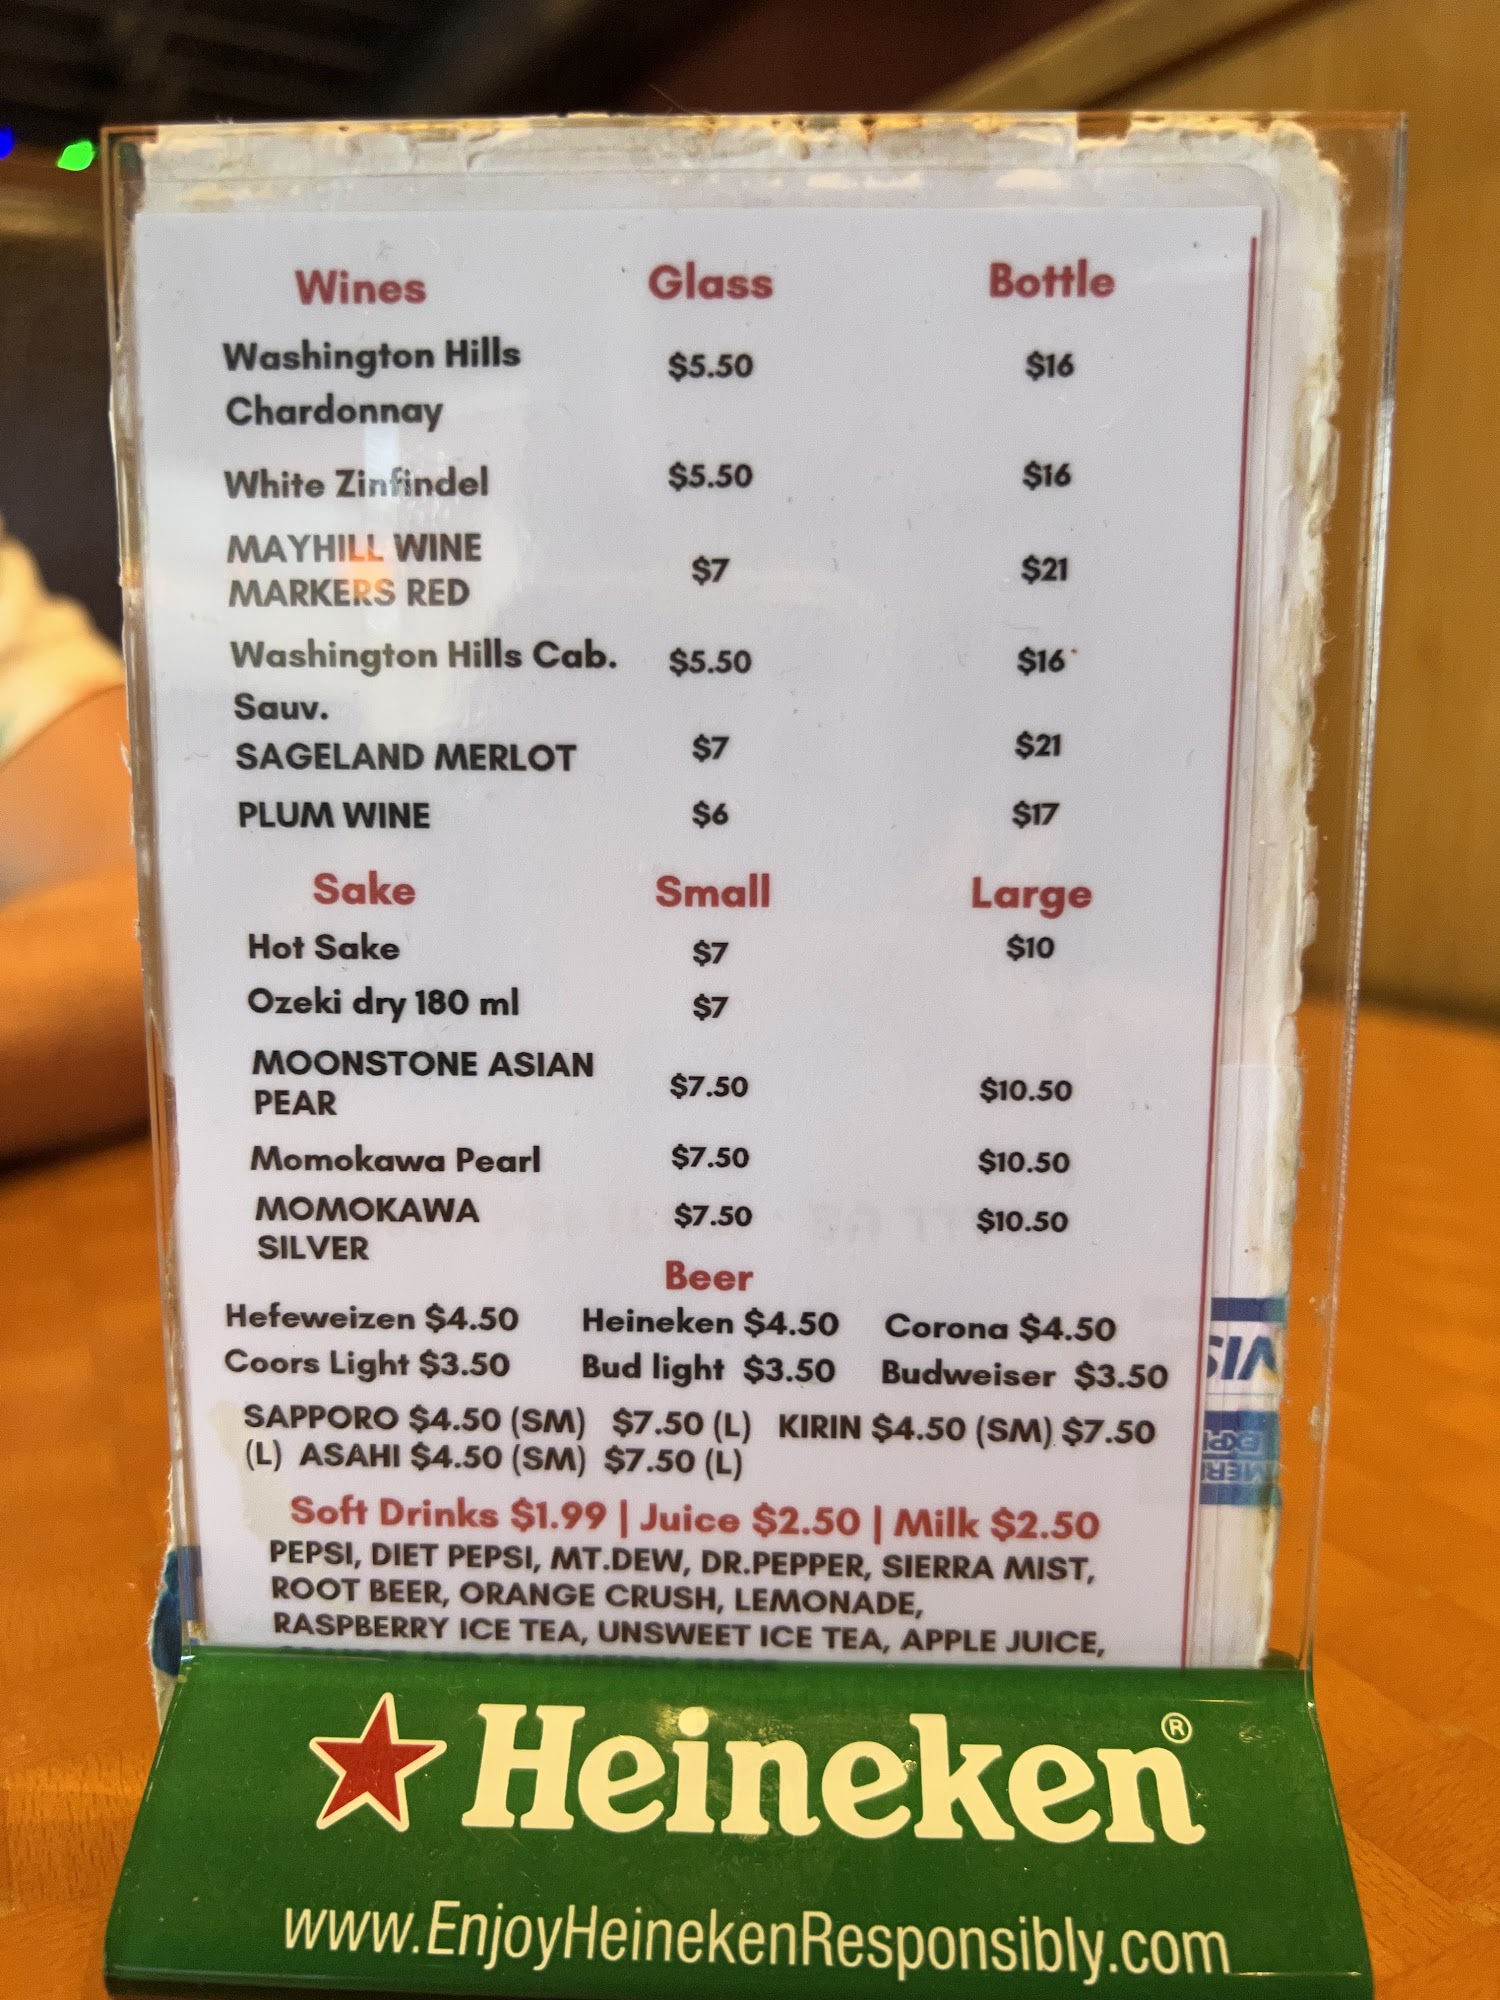 Wines Glass Bottle
Washington Hills $5.50 $16
Chardonnay
White Zinfindel $5.50 $16
MAYHILL WINE
MARKERS RED $7 $21
Washington Hills Cab. $5.50 $16
Sauv.
SAGELAND MERLOT $7 $21
PLUM WINE $6 $17
Sake Small Large
Hot Sake $7 $10
Ozeki dry 180 ml $7
MOONSTONE ASIAN
PEAR $7.50 $10.50
Momokawa Pearl $7.50 $10.50
MOMOKAWA $7.50 $10.50
SILVER
Beer
Hefeweizen $4.50 Heineken $4.50 Corona $4.50
Coors Light $3.50 Bud light $3.50 Budweiser $3.50
SAPPORO $4.50 (SM) $7.50 (L) KIRIN $4.50 (SM) $7.50
(L) ASAHI $4.50 (SM) $7.50 (L)
Soft Drinks $1.99 | Juice $2.50 | Milk $2.50
PEPSI, DIET PEPSI, MT.DEW, DR.PEPPER, SIERRA MIST,
ROOT BEER, ORANGE CRUSH, LEMONADE,
RASPBERRY ICE TEA, UNSWEET ICE TEA, APPLE JUICE,
Heineken®
www.EnjoyHeinekenResponsibly.com